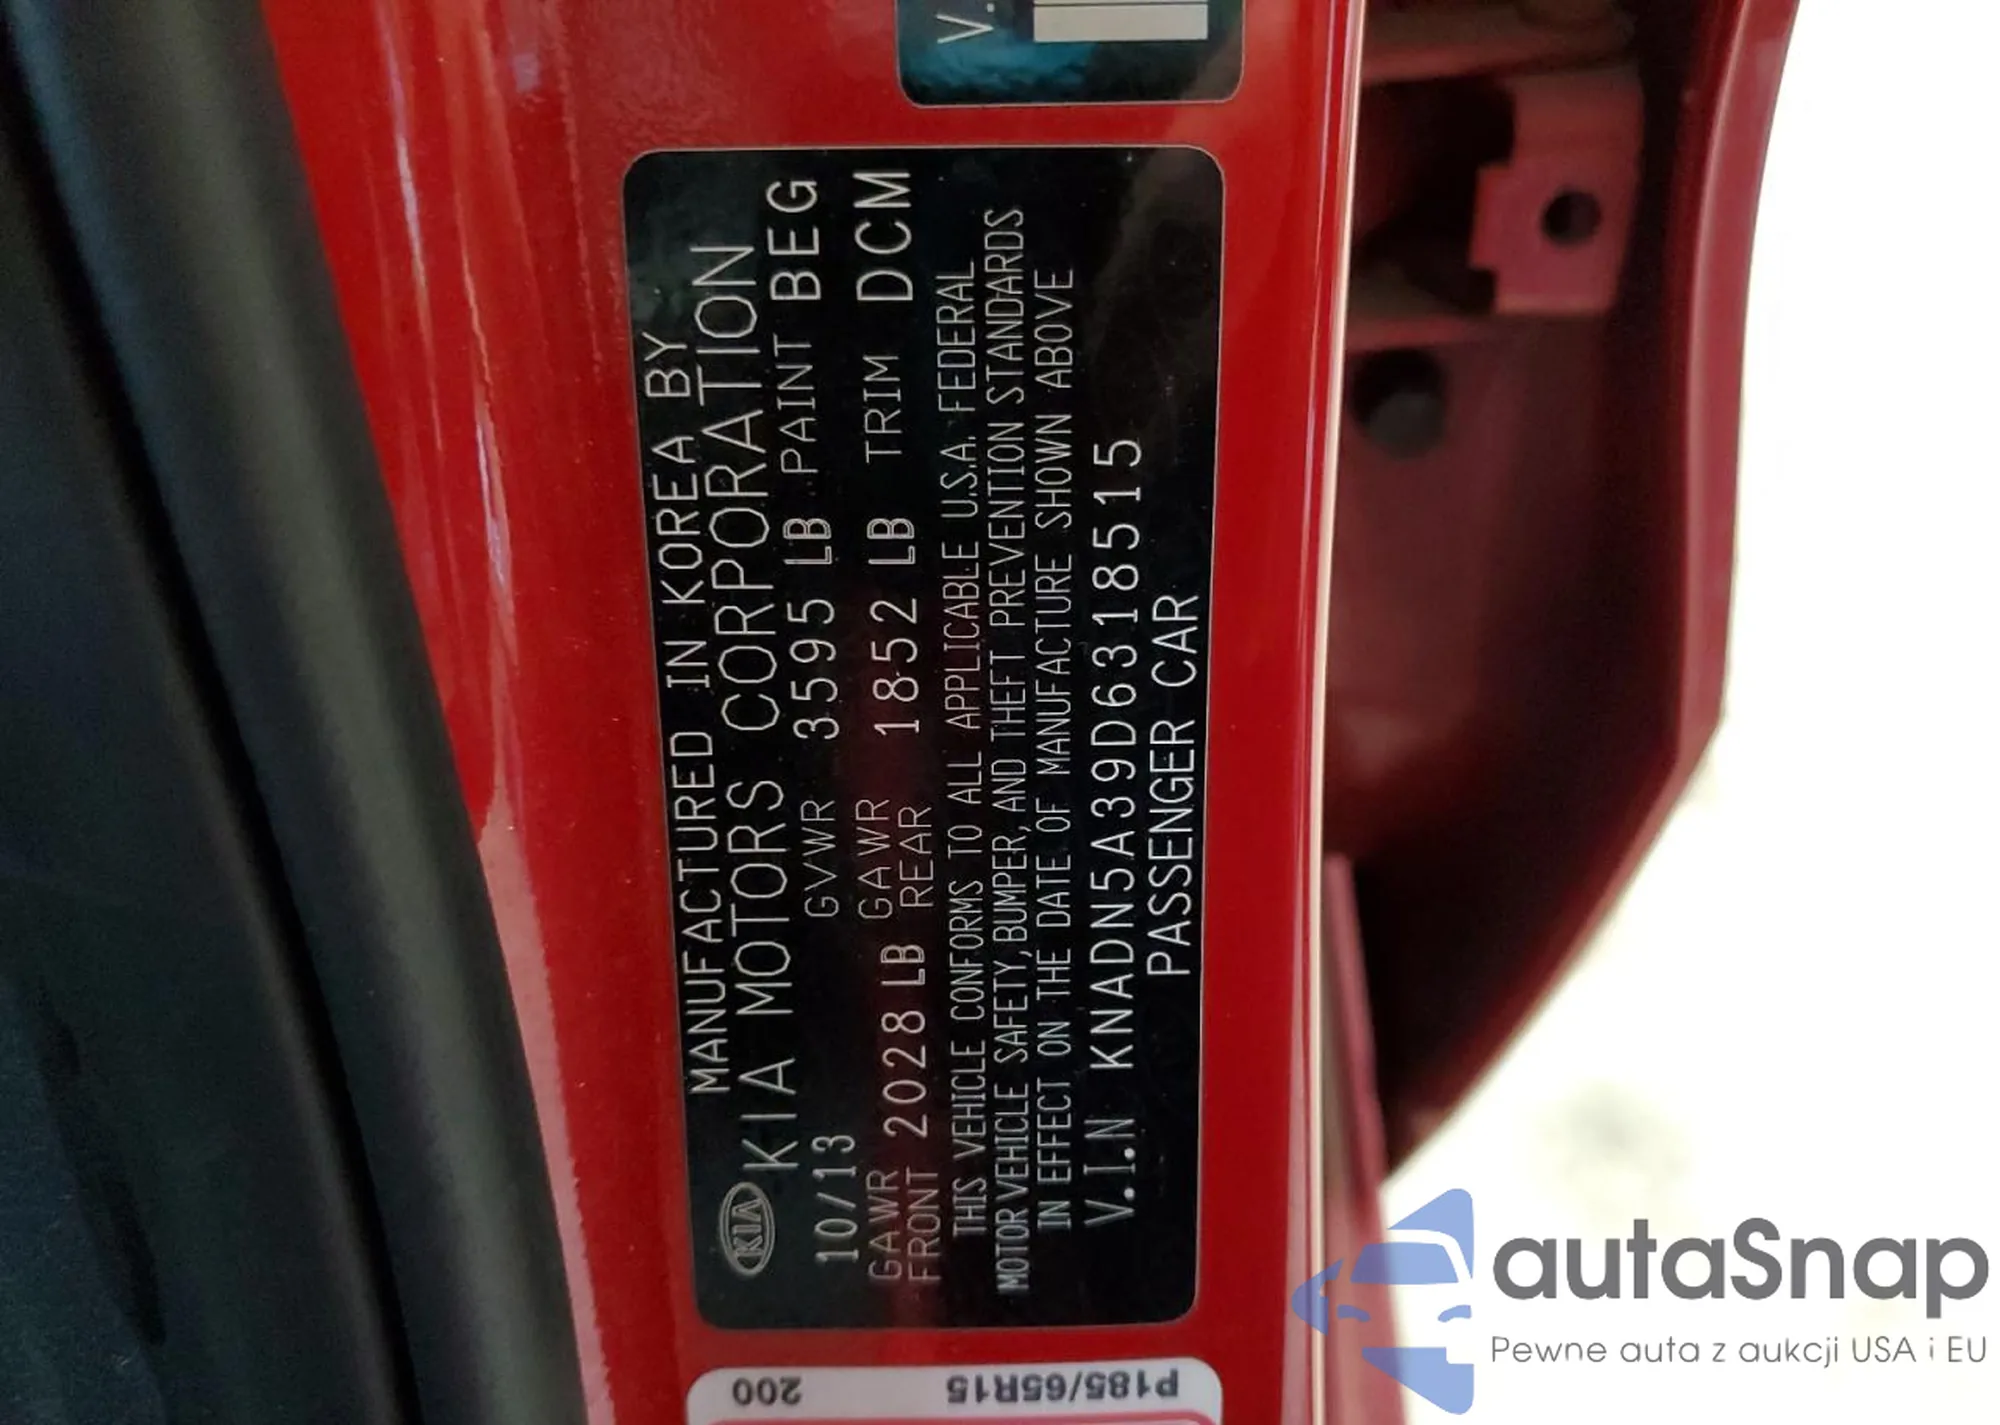 V.
MANUFACTURED IN KOREA BY
KIA KIA MOTORS CORPORATION
10/13 GVWR 3595 LB PAINT BEG
GAWR 2028 LB GAWR 1852 LB TRIM DCM
FRONT REAR
THIS VEHICLE CONFORMS TO ALL APPLICABLE U.S.A. FEDERAL
MOTOR VEHICLE SAFETY, BUMPER, AND THEFT PREVENTION STANDARDS
IN EFFECT ON THE DATE OF MANUFACTURE SHOWN ABOVE
V.I.N KNADN5A39D6318515
PASSENGER CAR
P185/65R15 200
autoSnap
Pewne auta z aukcji USA i EU